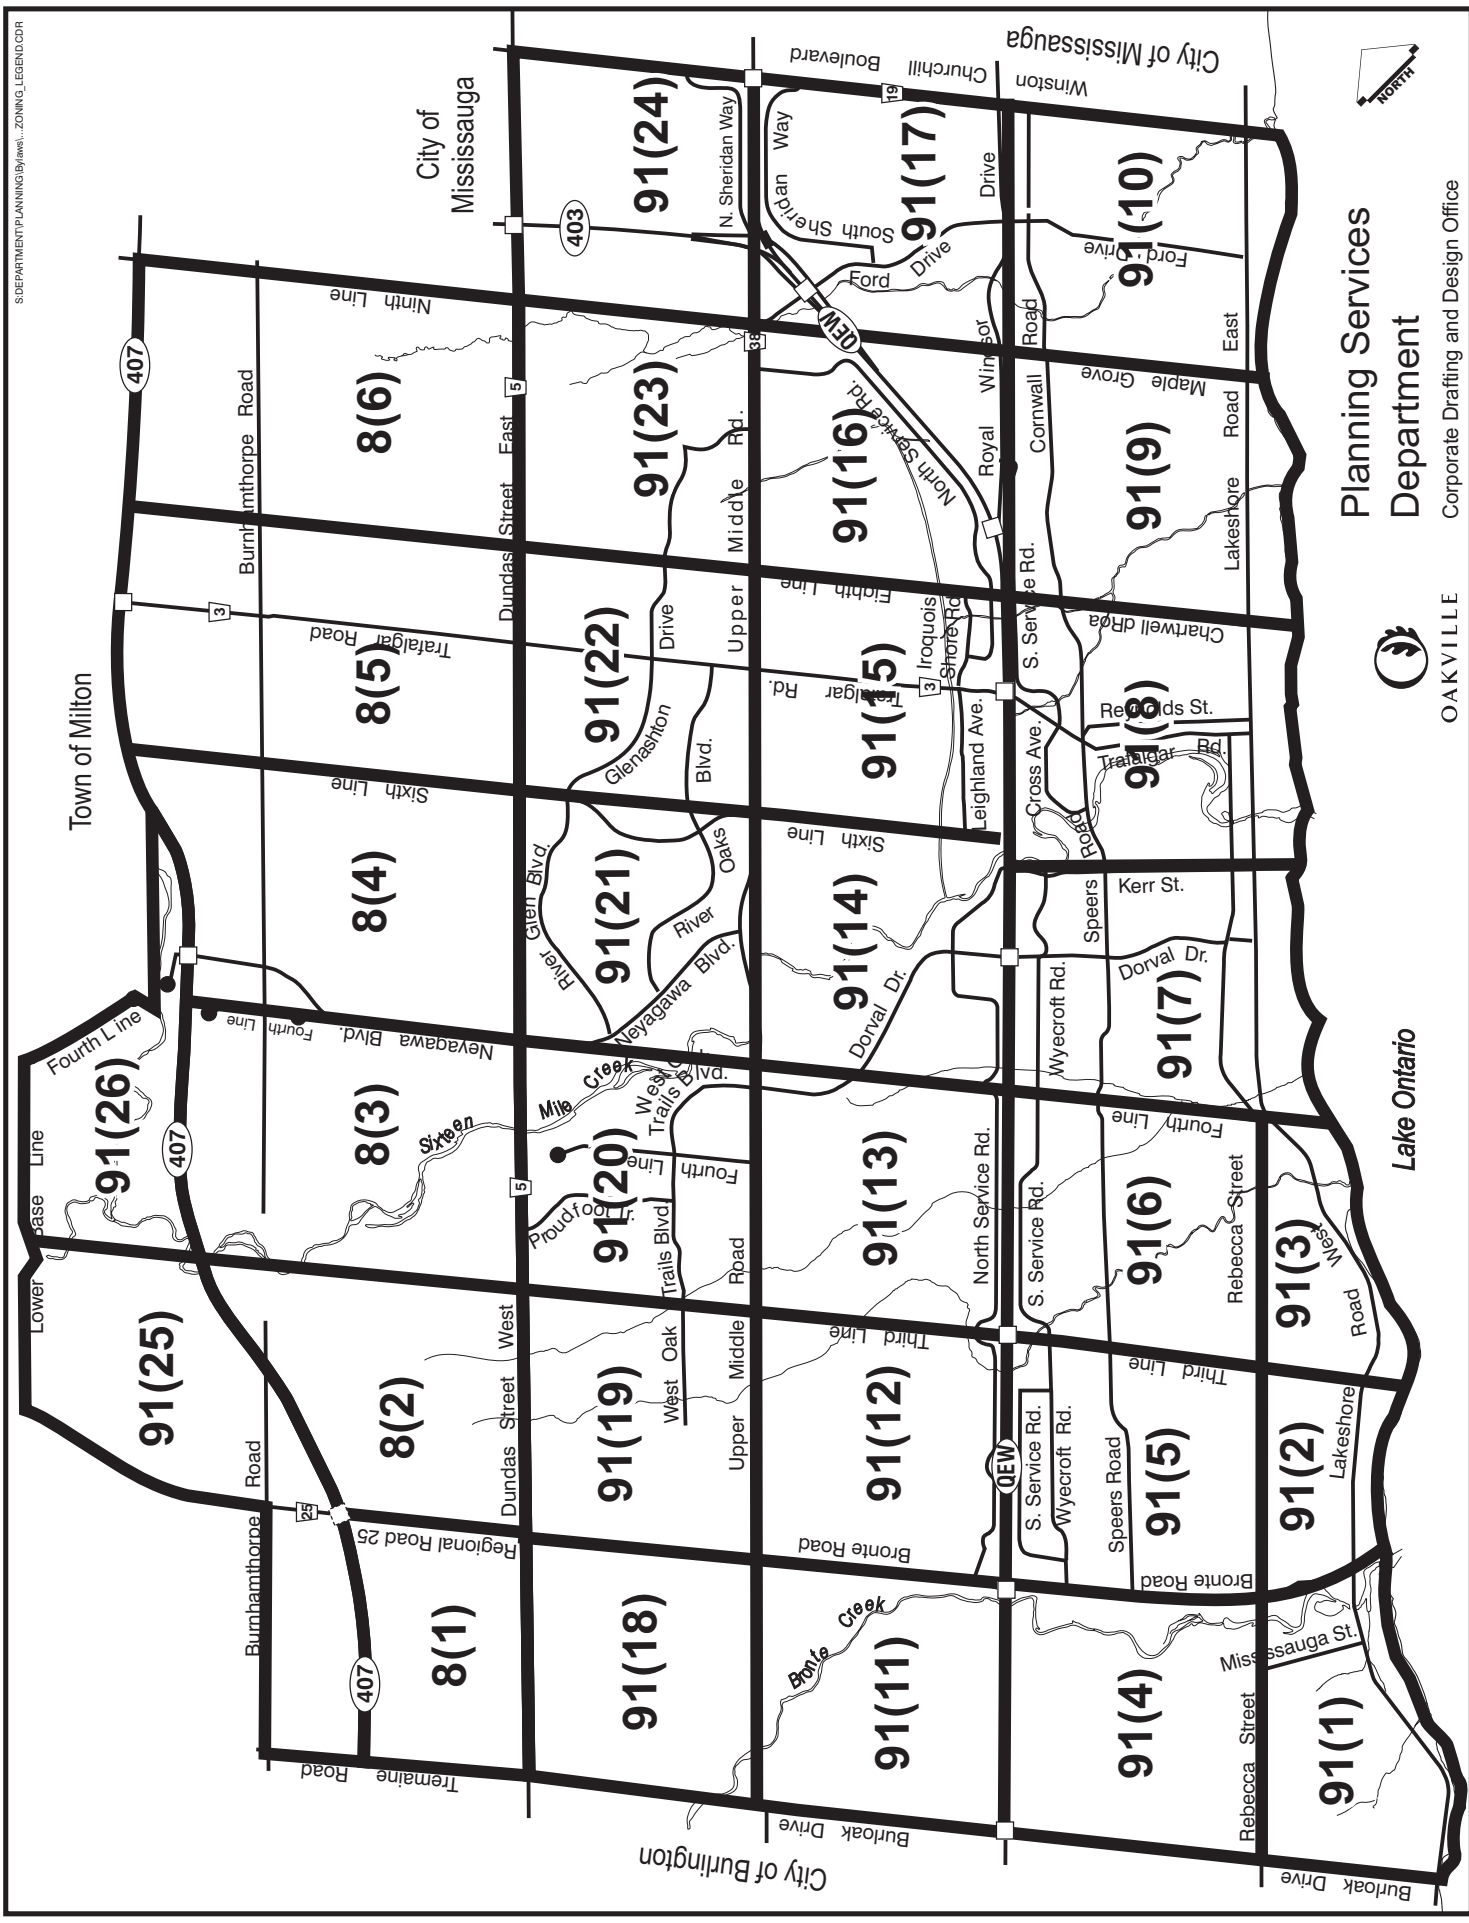 S:DEPARTMENT\PLANNING\Bylaws\...ZONING_LEGEND.CDR
Town of Milton
City of
Mississauga
Fourth Line
Lower Base Line
91(26)
91(25)
407
407
407
407
Burnhamthorpe Road
Burnhamthorpe Road
25
3
8(1)
8(2)
8(3)
8(4)
8(5)
8(6)
Tremaine Road
Regional Road 25
Neyagawa Blvd.
Fourth Line
Sixth Line
Trafalgar Road
Ninth Line
403
Sixteen Mile Creek
Dundas Street West
5
Dundas Street East
5
91(18)
91(19)
91(20)
91(21)
91(22)
91(23)
91(24)
Proudfoot Tr.
Fourth Line
West Oak Trails Blvd.
West Oak Trails Blvd.
Neyagawa Blvd.
River Glen Blvd.
River Oaks Blvd.
Glenashton Drive
N. Sheridan Way
Upper Middle Road
Upper Middle Rd.
38
City of Burlington
Burloak Drive
Bronte Creek
Bronte Road
Third Line
Dorval Dr.
Sixth Line
Trafalgar Rd.
3
Eighth Line
Iroquois
Shore Rd.
Leighland Ave.
North Service Rd.
QEW
Ford Drive
South Sheridan Way
19
Winston Churchill Boulevard
City of Mississauga
91(11)
91(12)
91(13)
91(14)
91(15)
91(16)
91(17)
North Service Rd.
Royal Windsor Drive
QEW
S. Service Rd.
Wyecroft Rd.
S. Service Rd.
Wyecroft Rd.
Cross Ave.
S. Service Rd.
Cornwall Road
Speers Road
Speers Road
Bronte Road
Third Line
Fourth Line
Dorval Dr.
Kerr St.
Trafalgar Rd.
Reynolds St.
Chartwell dRoa
Maple Grove
Ford Drive
91(4)
91(5)
91(6)
91(7)
91(8)
91(9)
91(10)
Rebecca Street
Rebecca Street
Lakeshore Road East
Mississauga St.
Burloak Drive
91(1)
91(2)
91(3)
Lakeshore Road West
Lake Ontario
OAKVILLE
Planning Services
Department
Corporate Drafting and Design Office
NORTH